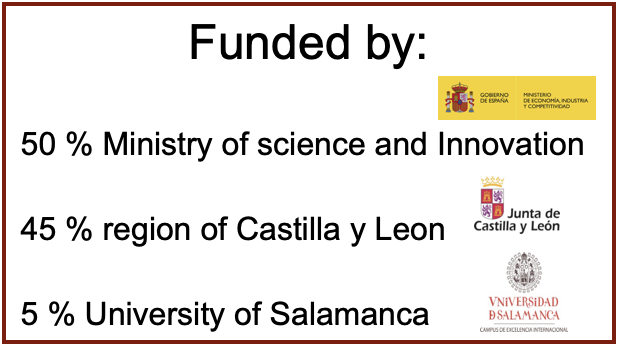 Funded by:
GOBIERNO
DE ESPAÑA
MINISTERIO
DE ECONOMÍA, INDUSTRIA
Y COMPETITIVIDAD
50 % Ministry of science and Innovation
45 % region of Castilla y Leon
Junta de
Castilla y León
5 % University of Salamanca
VNIVERSIDAD
D SALAMANCA
CAMPUS DE EXCELENCIA INTERNACIONAL